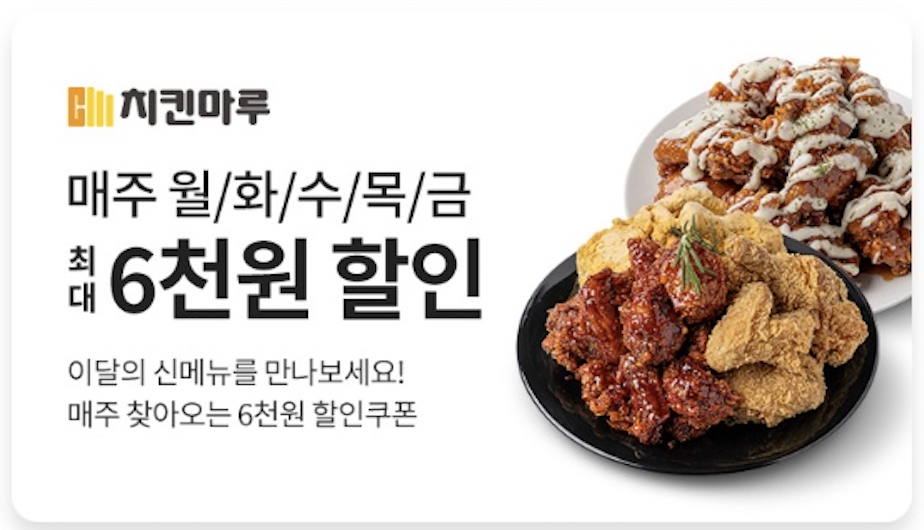 치킨마루
매주 월/화/수/목/금
최대 6천원 할인
이달의 신메뉴를 만나보세요!
매주 찾아오는 6천원 할인쿠폰